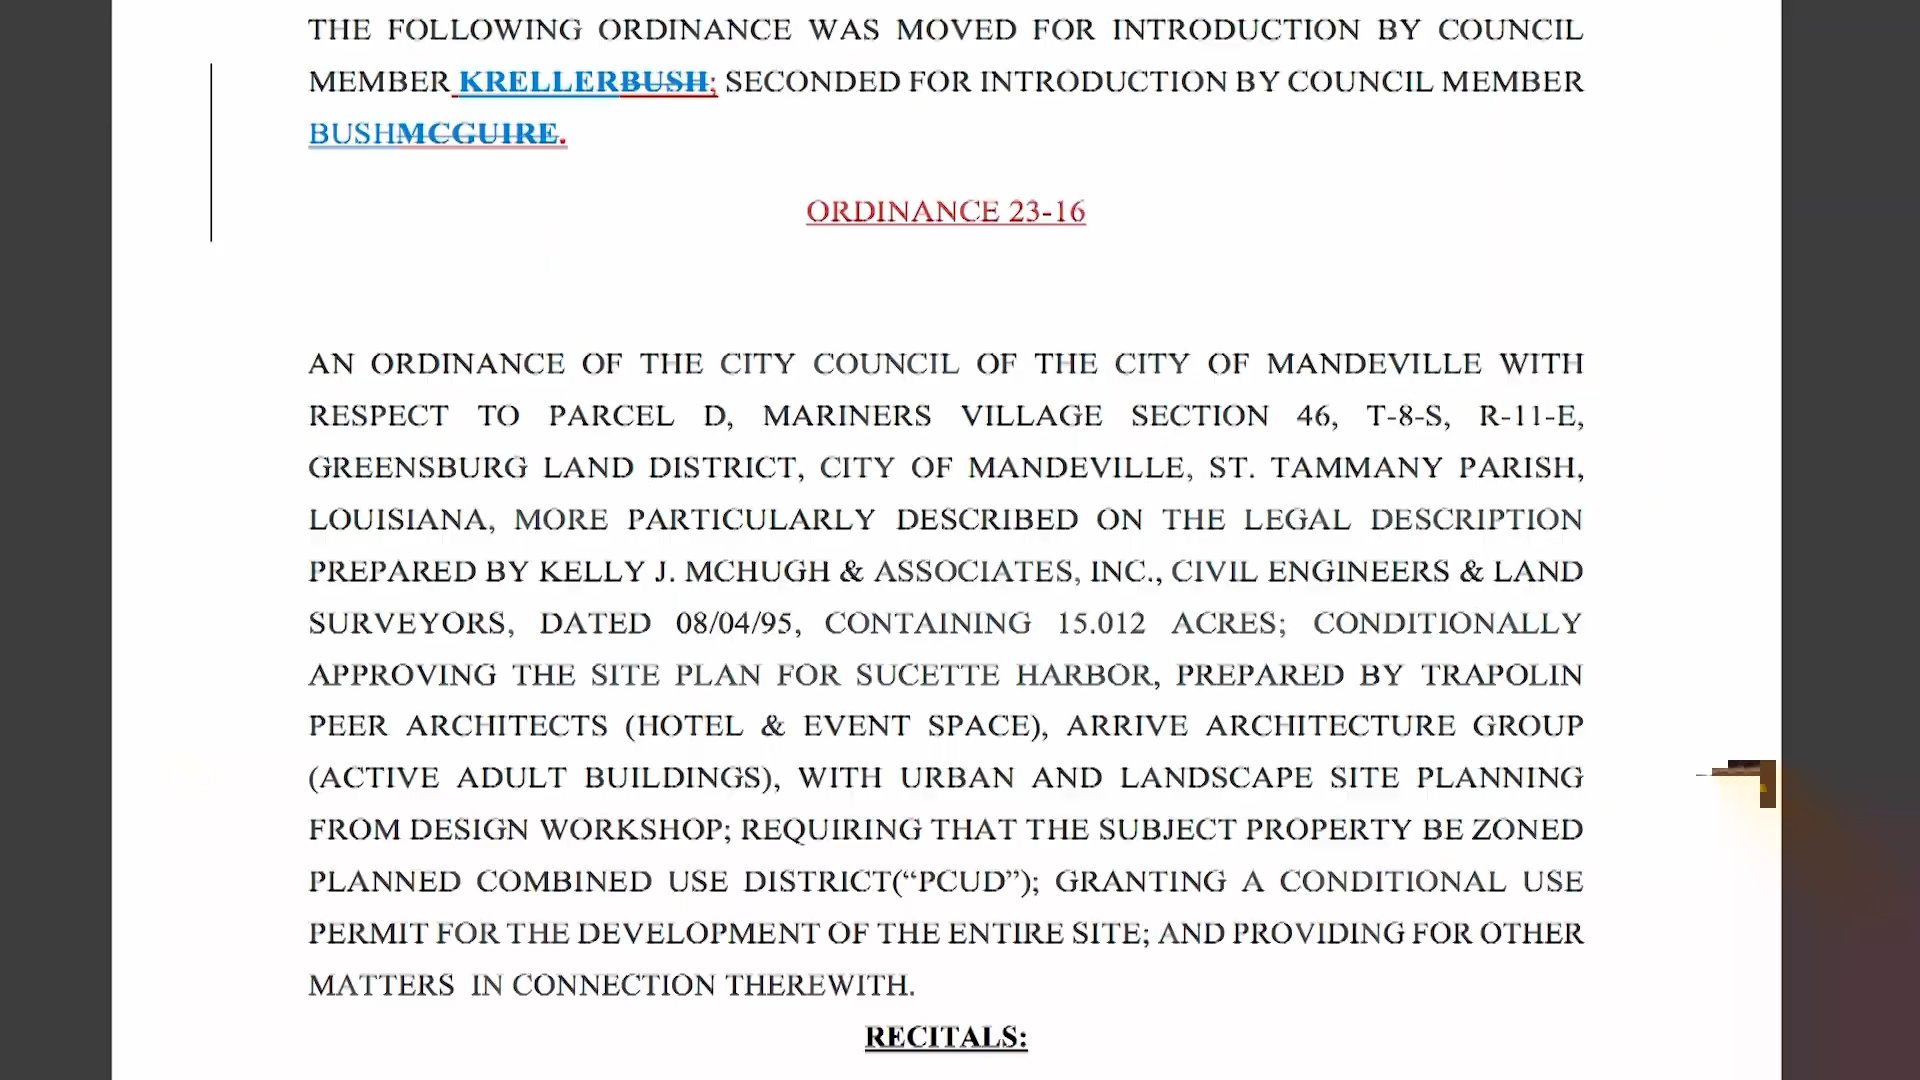 THE FOLLOWING ORDINANCE WAS MOVED FOR INTRODUCTION BY COUNCIL
MEMBER KRELLERBUSH; SECONDED FOR INTRODUCTION BY COUNCIL MEMBER
BUSHMCGUIRE.
ORDINANCE 23-16
AN ORDINANCE OF THE CITY COUNCIL OF THE CITY OF MANDEVILLE WITH
RESPECT TO PARCEL D, MARINERS VILLAGE SECTION 46, T-8-S, R-11-E,
GREENSBURG LAND DISTRICT, CITY OF MANDEVILLE, ST. TAMMANY PARISH,
LOUISIANA, MORE PARTICULARLY DESCRIBED ON THE LEGAL DESCRIPTION
PREPARED BY KELLY J. MCHUGH & ASSOCIATES, INC., CIVIL ENGINEERS & LAND
SURVEYORS, DATED 08/04/95, CONTAINING 15.012 ACRES; CONDITIONALLY
APPROVING THE SITE PLAN FOR SUCETTE HARBOR, PREPARED BY TRAPOLIN
PEER ARCHITECTS (HOTEL & EVENT SPACE), ARRIVE ARCHITECTURE GROUP
(ACTIVE ADULT BUILDINGS), WITH URBAN AND LANDSCAPE SITE PLANNING
FROM DESIGN WORKSHOP; REQUIRING THAT THE SUBJECT PROPERTY BE ZONED
PLANNED COMBINED USE DISTRICT(“PCUD”); GRANTING A CONDITIONAL USE
PERMIT FOR THE DEVELOPMENT OF THE ENTIRE SITE; AND PROVIDING FOR OTHER
MATTERS IN CONNECTION THEREWITH.
RECITALS: